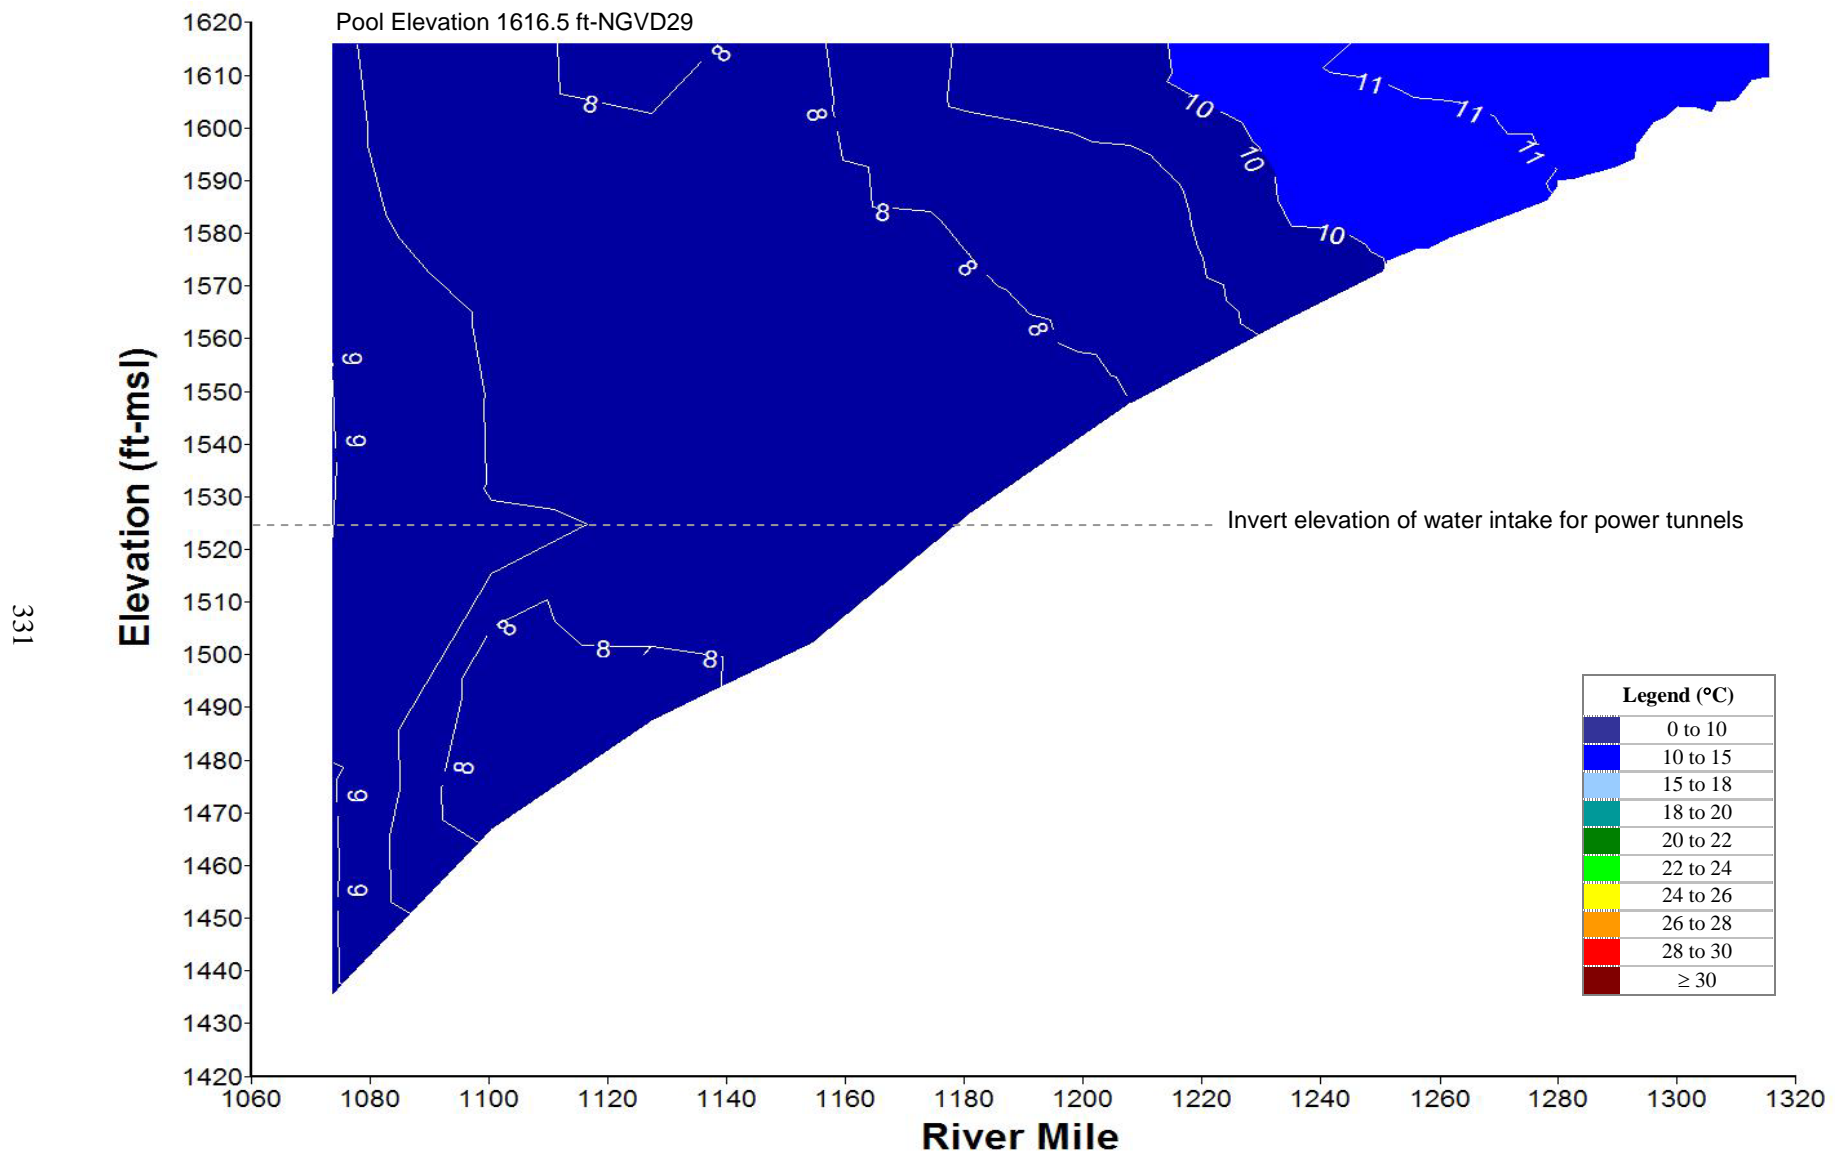 Pool Elevation 1616.5 ft-NGVD29
1620
1610
1600
1590
1580
1570
1560
1550
1540
1530
1520
1510
1500
1490
1480
1470
1460
1450
1440
1430
1420
Elevation (ft-msl)
331
8
8
8
8
8
8
10
10
10
11
11
11
6
6
6
6
8
8
8
8
Invert elevation of water intake for power tunnels
Legend (°C)
0 to 10
10 to 15
15 to 18
18 to 20
20 to 22
22 to 24
24 to 26
26 to 28
28 to 30
≥ 30
1060 1080 1100 1120 1140 1160 1180 1200 1220 1240 1260 1280 1300 1320
River Mile